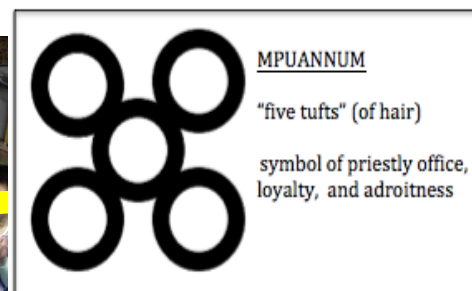 MPUANNUM
“five tufts“ (of hair)
symbol of priestly office,
loyalty, and adroitness